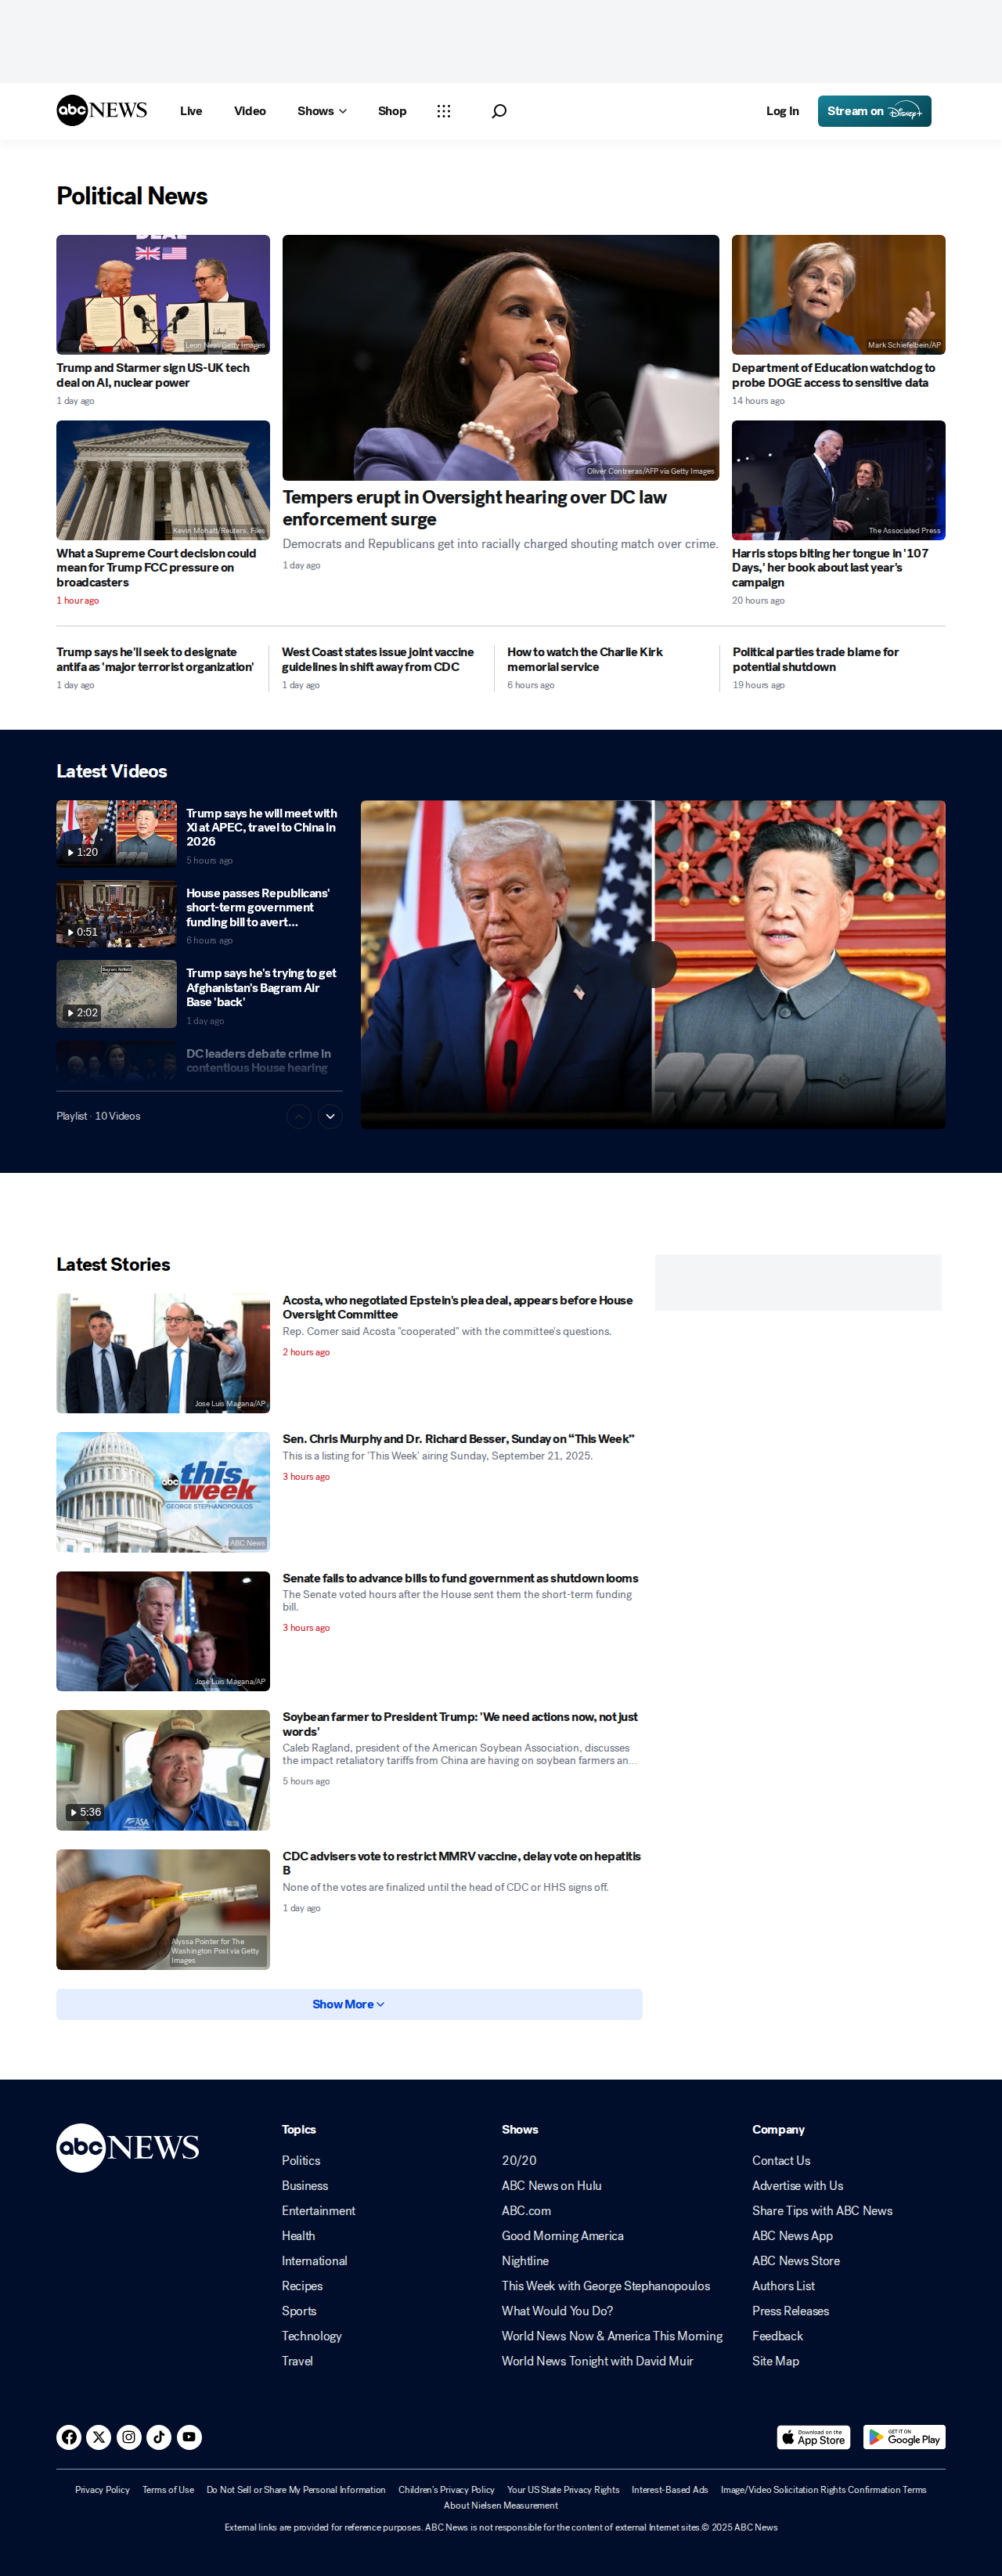 abc NEWS
Live
Video
Shows
Shop
Log In
Stream on Disney+
Political News
DEAL
Leon Neal/Getty Images
Trump and Starmer sign US-UK tech
deal on AI, nuclear power
1 day ago
Kevin Mohatt/Reuters, Files
What a Supreme Court decision could
mean for Trump FCC pressure on
broadcasters
1 hour ago
Oliver Contreras/AFP via Getty Images
Tempers erupt in Oversight hearing over DC law
enforcement surge
Democrats and Republicans get into racially charged shouting match over crime.
1 day ago
Mark Schiefelbein/AP
Department of Education watchdog to
probe DOGE access to sensitive data
14 hours ago
The Associated Press
Harris stops biting her tongue in '107
Days,' her book about last year's
campaign
20 hours ago
Trump says he'll seek to designate
antifa as 'major terrorist organization'
1 day ago
West Coast states issue joint vaccine
guidelines in shift away from CDC
1 day ago
How to watch the Charlie Kirk
memorial service
6 hours ago
Political parties trade blame for
potential shutdown
19 hours ago
Latest Videos
1:20
Trump says he will meet with
Xi at APEC, travel to China in
2026
5 hours ago
0:51
House passes Republicans'
short-term government
funding bill to avert...
6 hours ago
Bagram Airfield
2:02
Trump says he's trying to get
Afghanistan's Bagram Air
Base 'back'
1 day ago
DC leaders debate crime in
contentious House hearing
Playlist · 10 Videos
Latest Stories
Jose Luis Magana/AP
Acosta, who negotiated Epstein's plea deal, appears before House
Oversight Committee
Rep. Comer said Acosta "cooperated" with the committee's questions.
2 hours ago
abc this week
WITH GEORGE STEPHANOPOULOS
ABC News
Sen. Chris Murphy and Dr. Richard Besser, Sunday on “This Week”
This is a listing for 'This Week' airing Sunday, September 21, 2025.
3 hours ago
Jose Luis Magana/AP
Senate fails to advance bills to fund government as shutdown looms
The Senate voted hours after the House sent them the short-term funding
bill.
3 hours ago
ASA
5:36
Soybean farmer to President Trump: 'We need actions now, not just
words'
Caleb Ragland, president of the American Soybean Association, discusses
the impact retaliatory tariffs from China are having on soybean farmers an...
5 hours ago
Alyssa Pointer for The
Washington Post via Getty
Images
CDC advisers vote to restrict MMRV vaccine, delay vote on hepatitis
B
None of the votes are finalized until the head of CDC or HHS signs off.
1 day ago
Show More
abc NEWS
Topics
Politics
Business
Entertainment
Health
International
Recipes
Sports
Technology
Travel
Shows
20/20
ABC News on Hulu
ABC.com
Good Morning America
Nightline
This Week with George Stephanopoulos
What Would You Do?
World News Now & America This Morning
World News Tonight with David Muir
Company
Contact Us
Advertise with Us
Share Tips with ABC News
ABC News App
ABC News Store
Authors List
Press Releases
Feedback
Site Map
Download on the
App Store
GET IT ON
Google Play
Privacy Policy
Terms of Use
Do Not Sell or Share My Personal Information
Children's Privacy Policy
Your US State Privacy Rights
Interest-Based Ads
Image/Video Solicitation Rights Confirmation Terms
About Nielsen Measurement
External links are provided for reference purposes. ABC News is not responsible for the content of external Internet sites.© 2025 ABC News